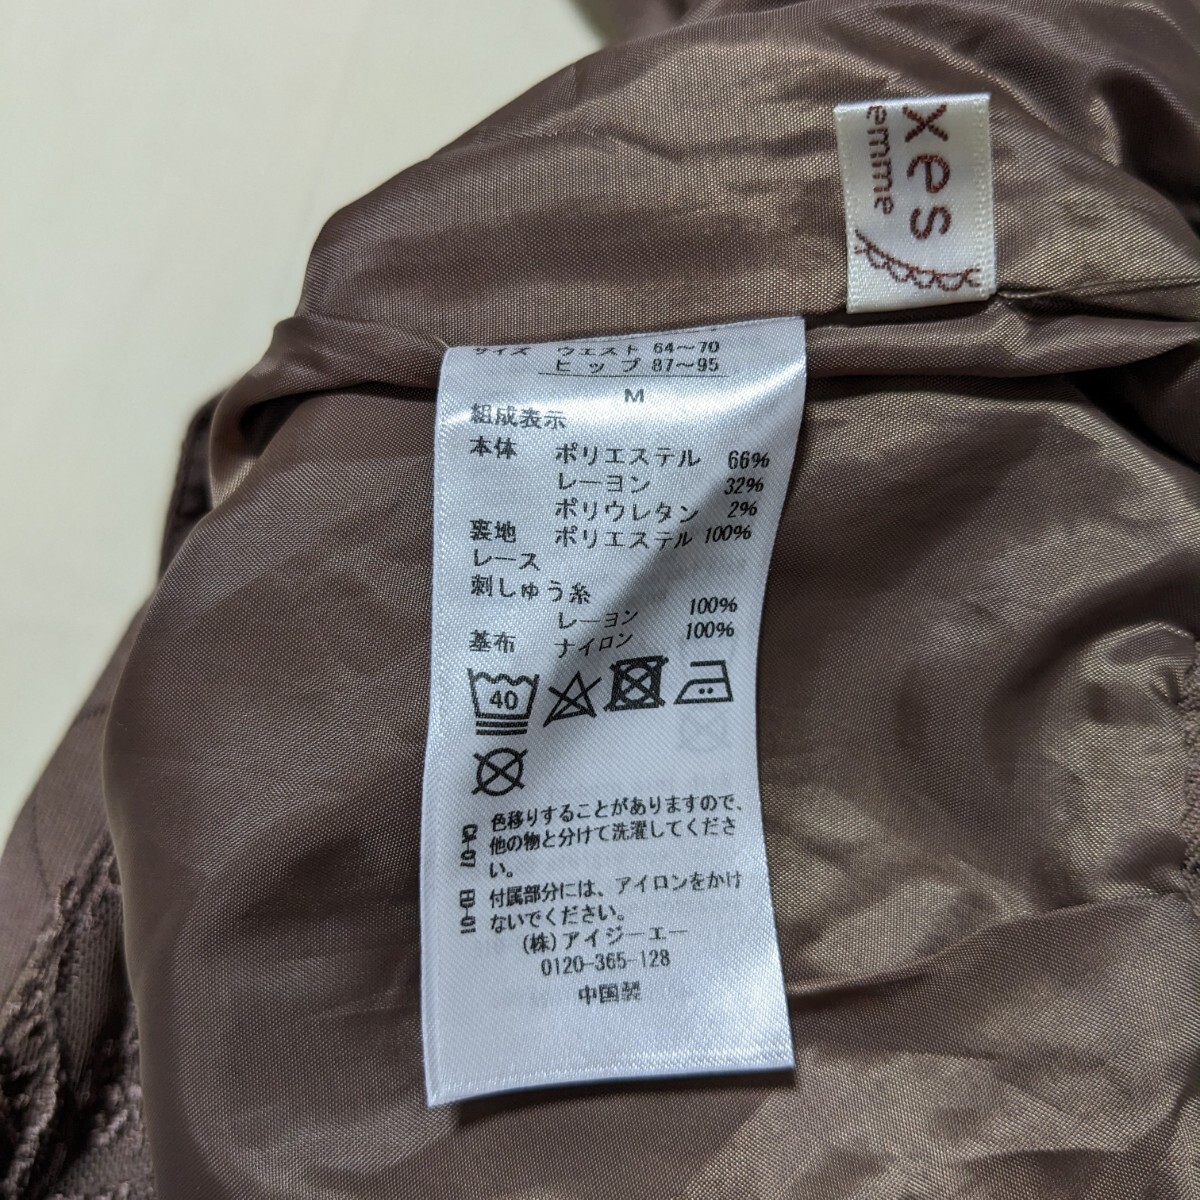 xes
emme
サイズ ウエスト 64〜70
ヒップ 87〜95
M
組成表示
本体 ポリエステル 66%
レーヨン 32%
ポリウレタン 2%
裏地 ポリエステル 100%
レース
刺しゅう糸
レーヨン 100%
基布 ナイロン 100%
40
CA-07 色移りすることがありますので、
他の物と分けて洗濯してくださ
い。
ED-01 付属部分には、アイロンをかけ
ないでください。
(株)アイジーエー
0120-365-128
中国製